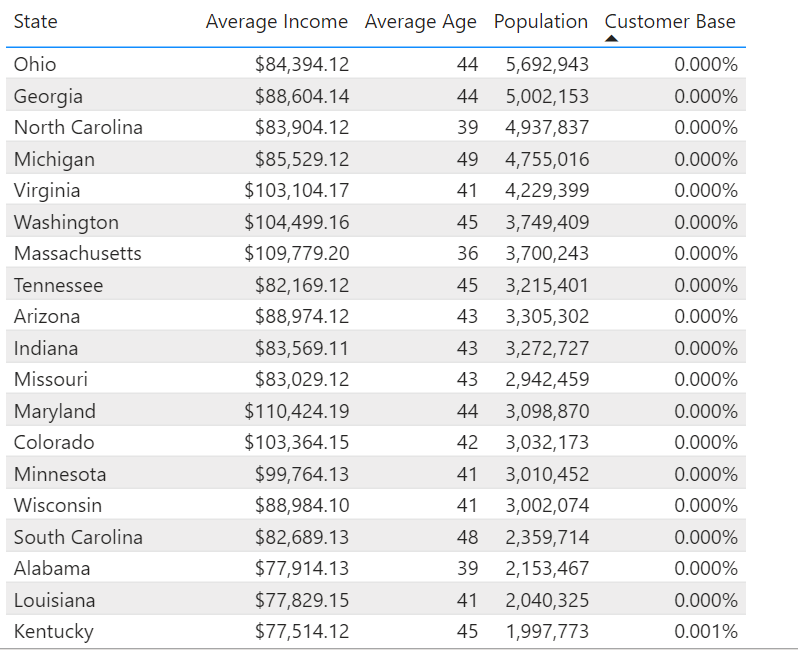 State Average Income Average Age Population Customer Base
Ohio $84,394.12 44 5,692,943 0.000%
Georgia $88,604.14 44 5,002,153 0.000%
North Carolina $83,904.12 39 4,937,837 0.000%
Michigan $85,529.12 49 4,755,016 0.000%
Virginia $103,104.17 41 4,229,399 0.000%
Washington $104,499.16 45 3,749,409 0.000%
Massachusetts $109,779.20 36 3,700,243 0.000%
Tennessee $82,169.12 45 3,215,401 0.000%
Arizona $88,974.12 43 3,305,302 0.000%
Indiana $83,569.11 43 3,272,727 0.000%
Missouri $83,029.12 43 2,942,459 0.000%
Maryland $110,424.19 44 3,098,870 0.000%
Colorado $103,364.15 42 3,032,173 0.000%
Minnesota $99,764.13 41 3,010,452 0.000%
Wisconsin $88,984.10 41 3,002,074 0.000%
South Carolina $82,689.13 48 2,359,714 0.000%
Alabama $77,914.13 39 2,153,467 0.000%
Louisiana $77,829.15 41 2,040,325 0.000%
Kentucky $77,514.12 45 1,997,773 0.001%